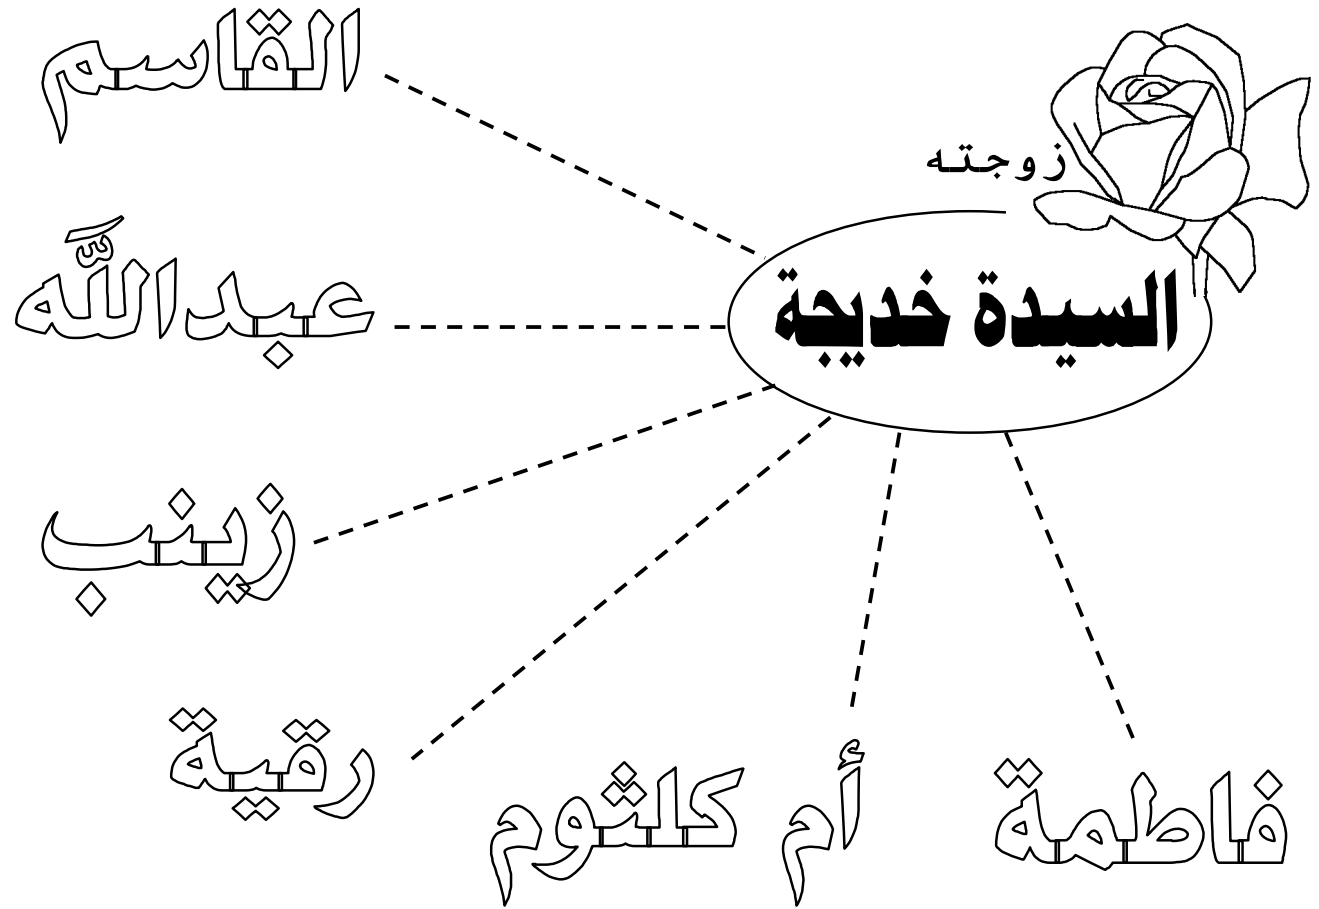 زوجته
السيدة خديجة
القاسم
عبدالله
زينب
رقية
أم كلثوم
فاطمة